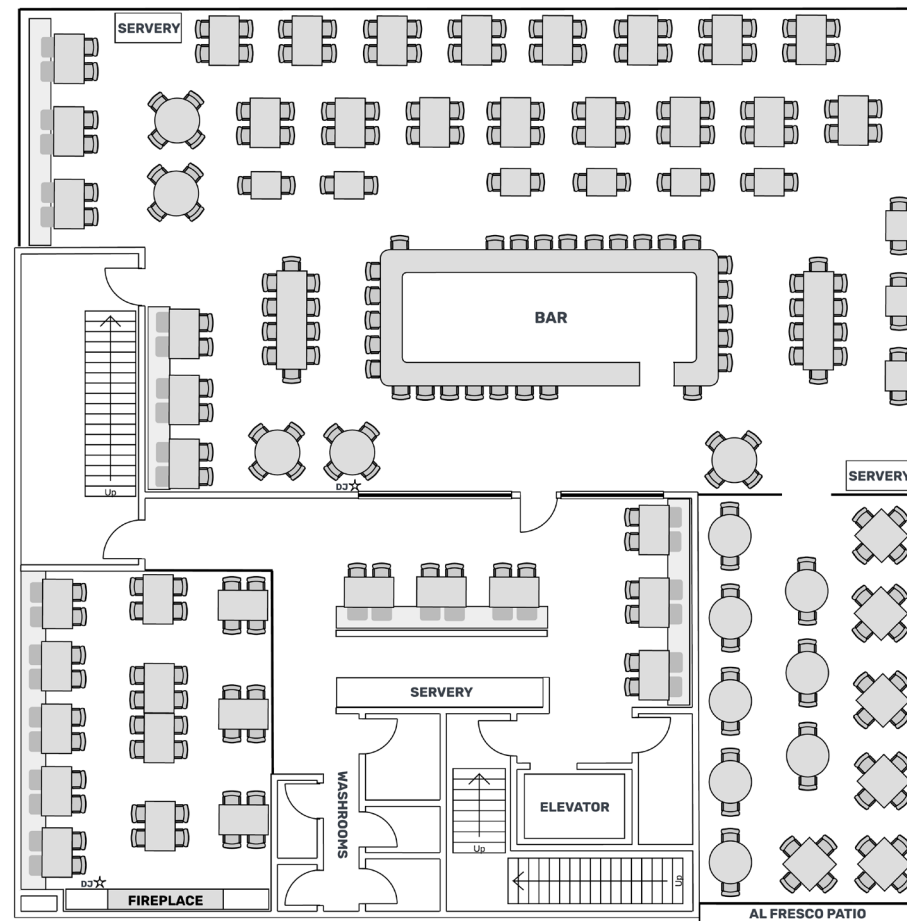 SERVERY
BAR
Up
SERVERY
DJ
SERVERY
WASHROOMS
ELEVATOR
Up
Up
DJ
FIREPLACE
AL FRESCO PATIO